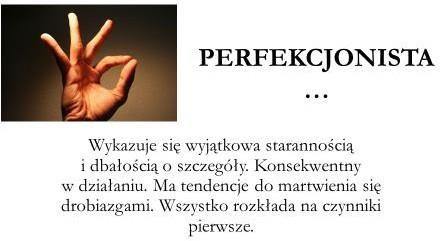 PERFEKCJONISTA
...
Wykazuje się wyjątkowa starannością
i dbałością o szczegóły. Konsekwentny
w działaniu. Ma tendencje do martwienia się
drobiazgami. Wszystko rozkłada na czynniki
pierwsze.